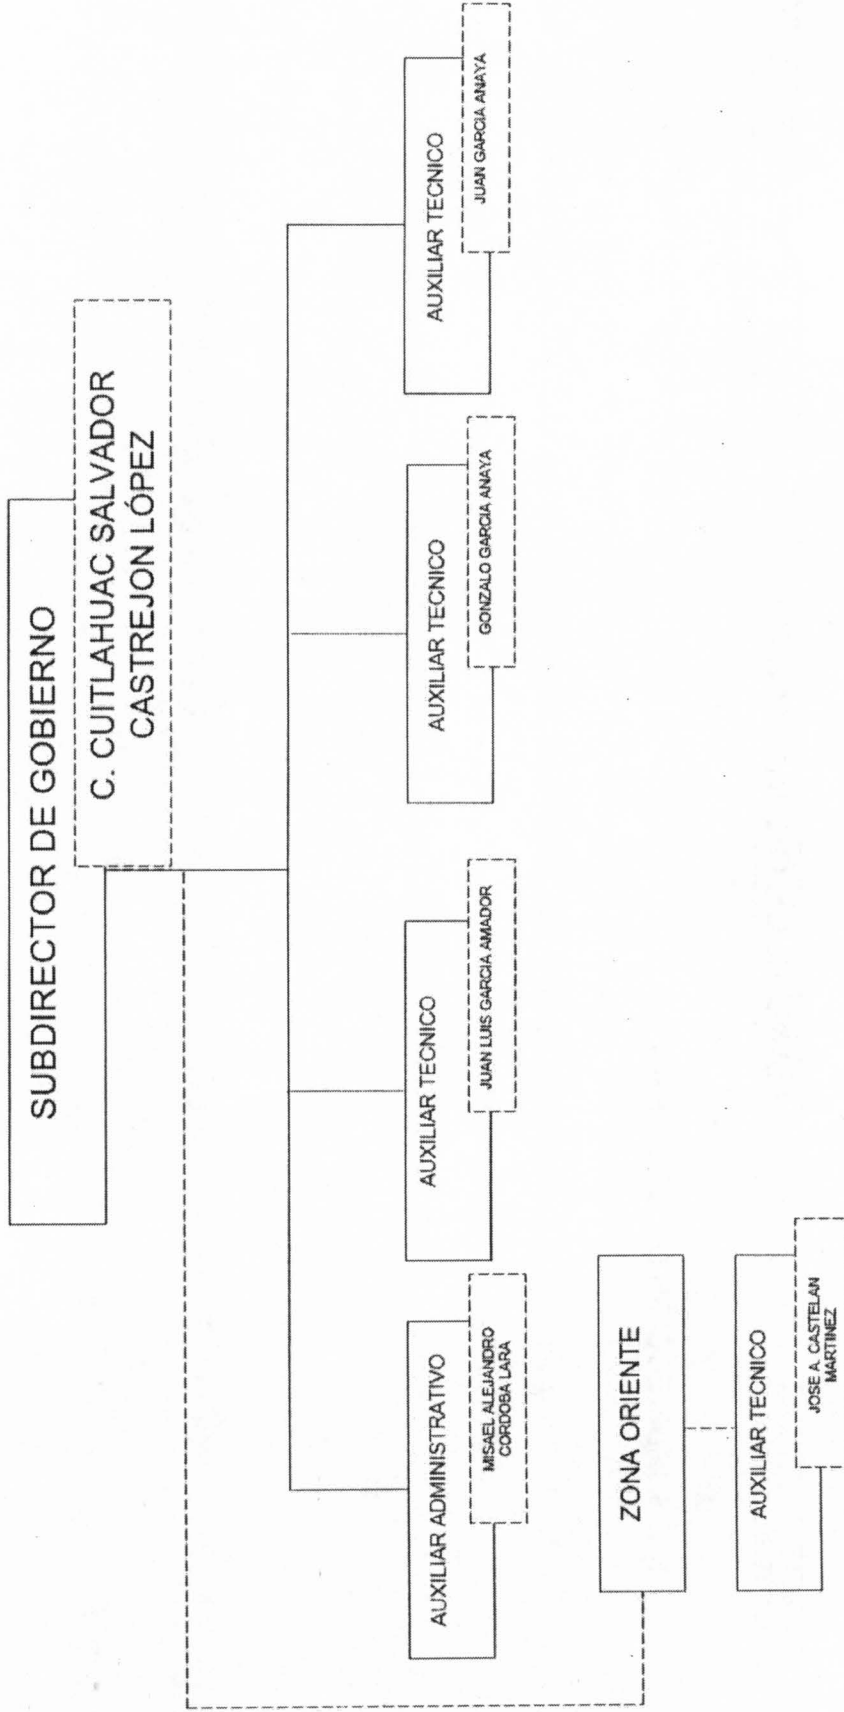 SUBDIRECTOR DE GOBIERNO
C. CUITLAHUAC SALVADOR
CASTREJON LÓPEZ
AUXILIAR ADMINISTRATIVO
MISAEL ALEJANDRO
CORDOBA LARA
AUXILIAR TECNICO
JUAN LUIS GARCIA AMADOR
AUXILIAR TECNICO
GONZALO GARCIA ANAYA
AUXILIAR TECNICO
JUAN GARCIA ANAYA
ZONA ORIENTE
AUXILIAR TECNICO
JOSE A. CASTELAN
MARTINEZ